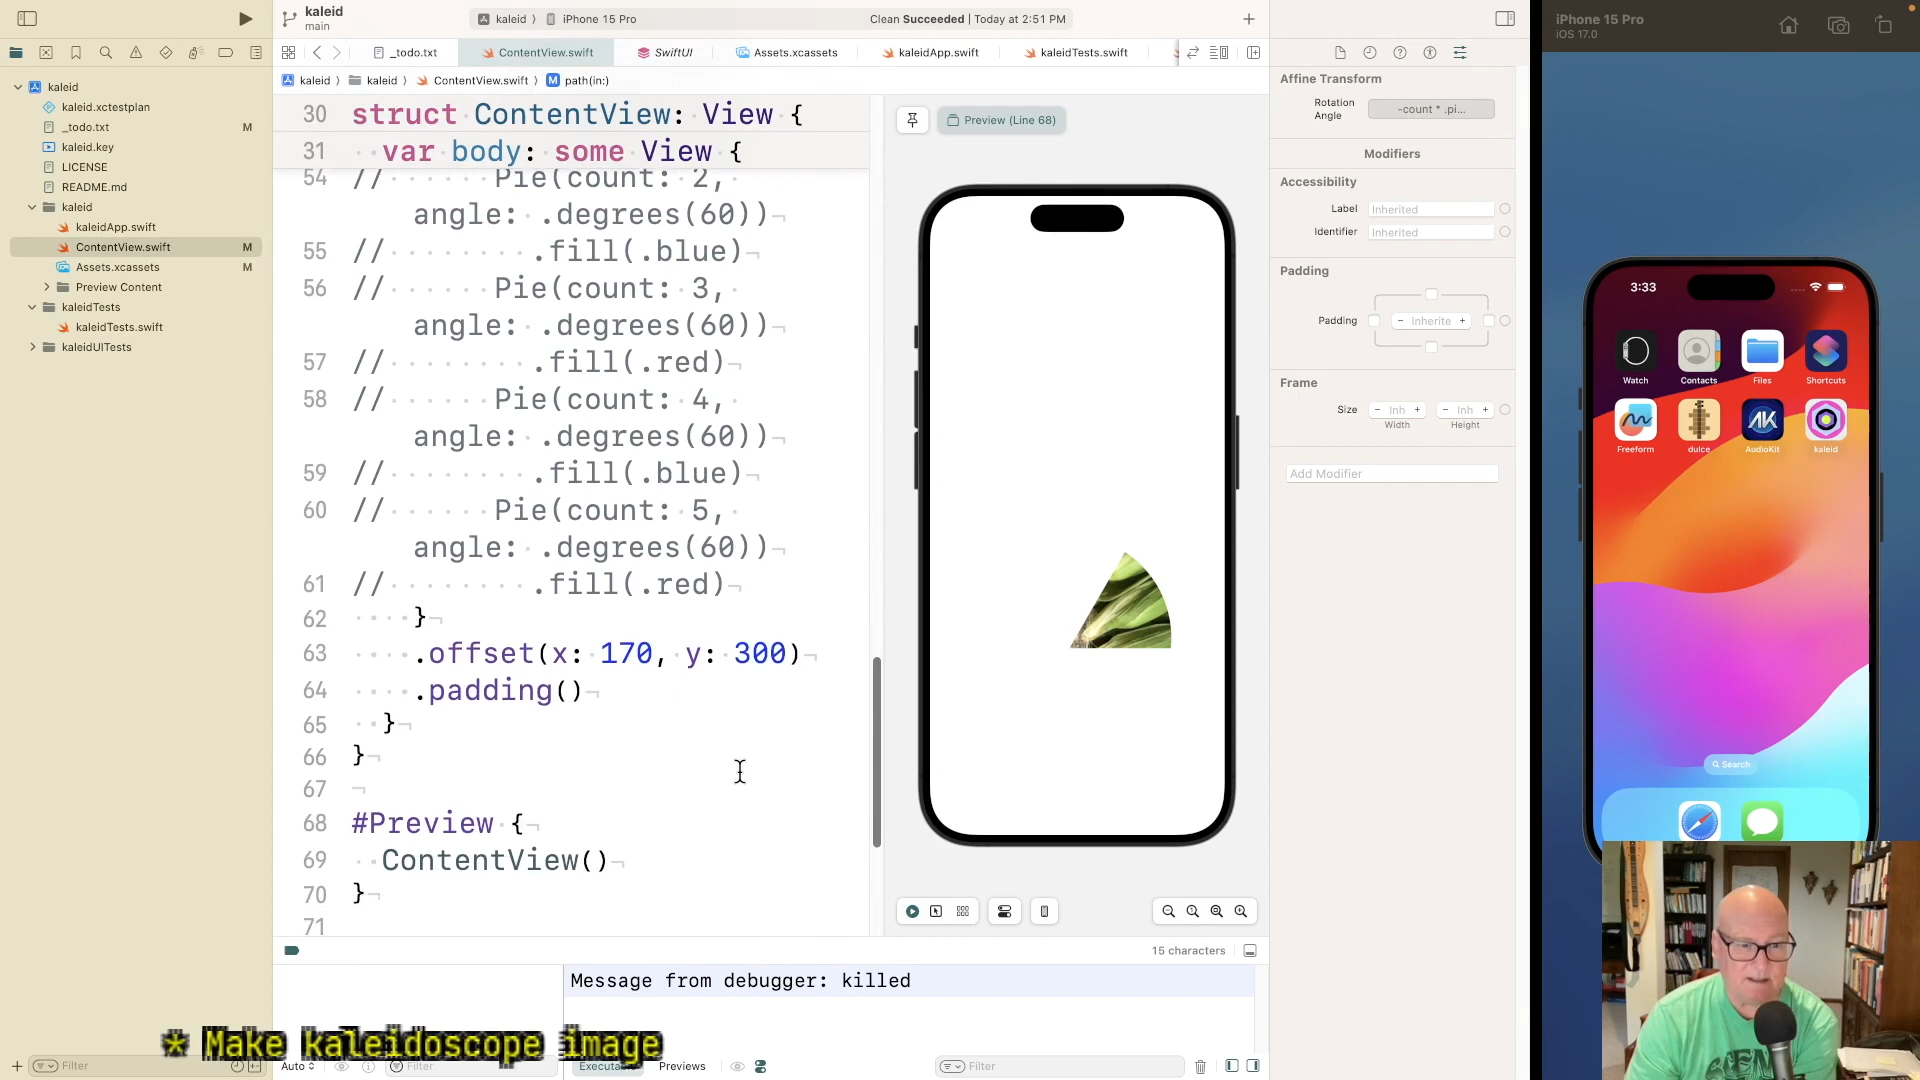 kaleid
main
kaleid
iPhone 15 Pro
Clean Succeeded | Today at 2:51 PM
_todo.txt
ContentView.swift
SwiftUI
Assets.xcassets
kaleidApp.swift
kaleidTests.swift
kaleid
kaleid
ContentView.swift
path(in:)
kaleid
kaleid.xctestplan
_todo.txt
M
kaleid.key
LICENSE
README.md
kaleid
kaleidApp.swift
ContentView.swift
M
Assets.xcassets
M
Preview Content
kaleidTests
kaleidTests.swift
kaleidUITests
30 struct ContentView: View {
31 var body: some View {
54 // Pie(count: 2,
angle: .degrees(60))
55 // .fill(.blue)
56 // Pie(count: 3,
angle: .degrees(60))
57 // .fill(.red)
58 // Pie(count: 4,
angle: .degrees(60))
59 // .fill(.blue)
60 // Pie(count: 5,
angle: .degrees(60))
61 // .fill(.red)
62 }
63 .offset(x: 170, y: 300)
64 .padding()
65 }
66 }
67
68 #Preview {
69 ContentView()
70 }
71
Preview (Line 68)
15 characters
Message from debugger: killed
Filter
Auto
Filter
Previews
Filter
* Make kaleidoscope image
Affine Transform
Rotation
Angle
-count * .pi...
Modifiers
Accessibility
Label
Inherited
Identifier
Inherited
Padding
Padding
- Inherite +
Frame
Size
- Inh +
- Inh +
Width
Height
Add Modifier
iPhone 15 Pro
iOS 17.0
3:33
Watch
Contacts
Files
Shortcuts
Freeform
dulce
AK
AudioKit
kaleid
Search